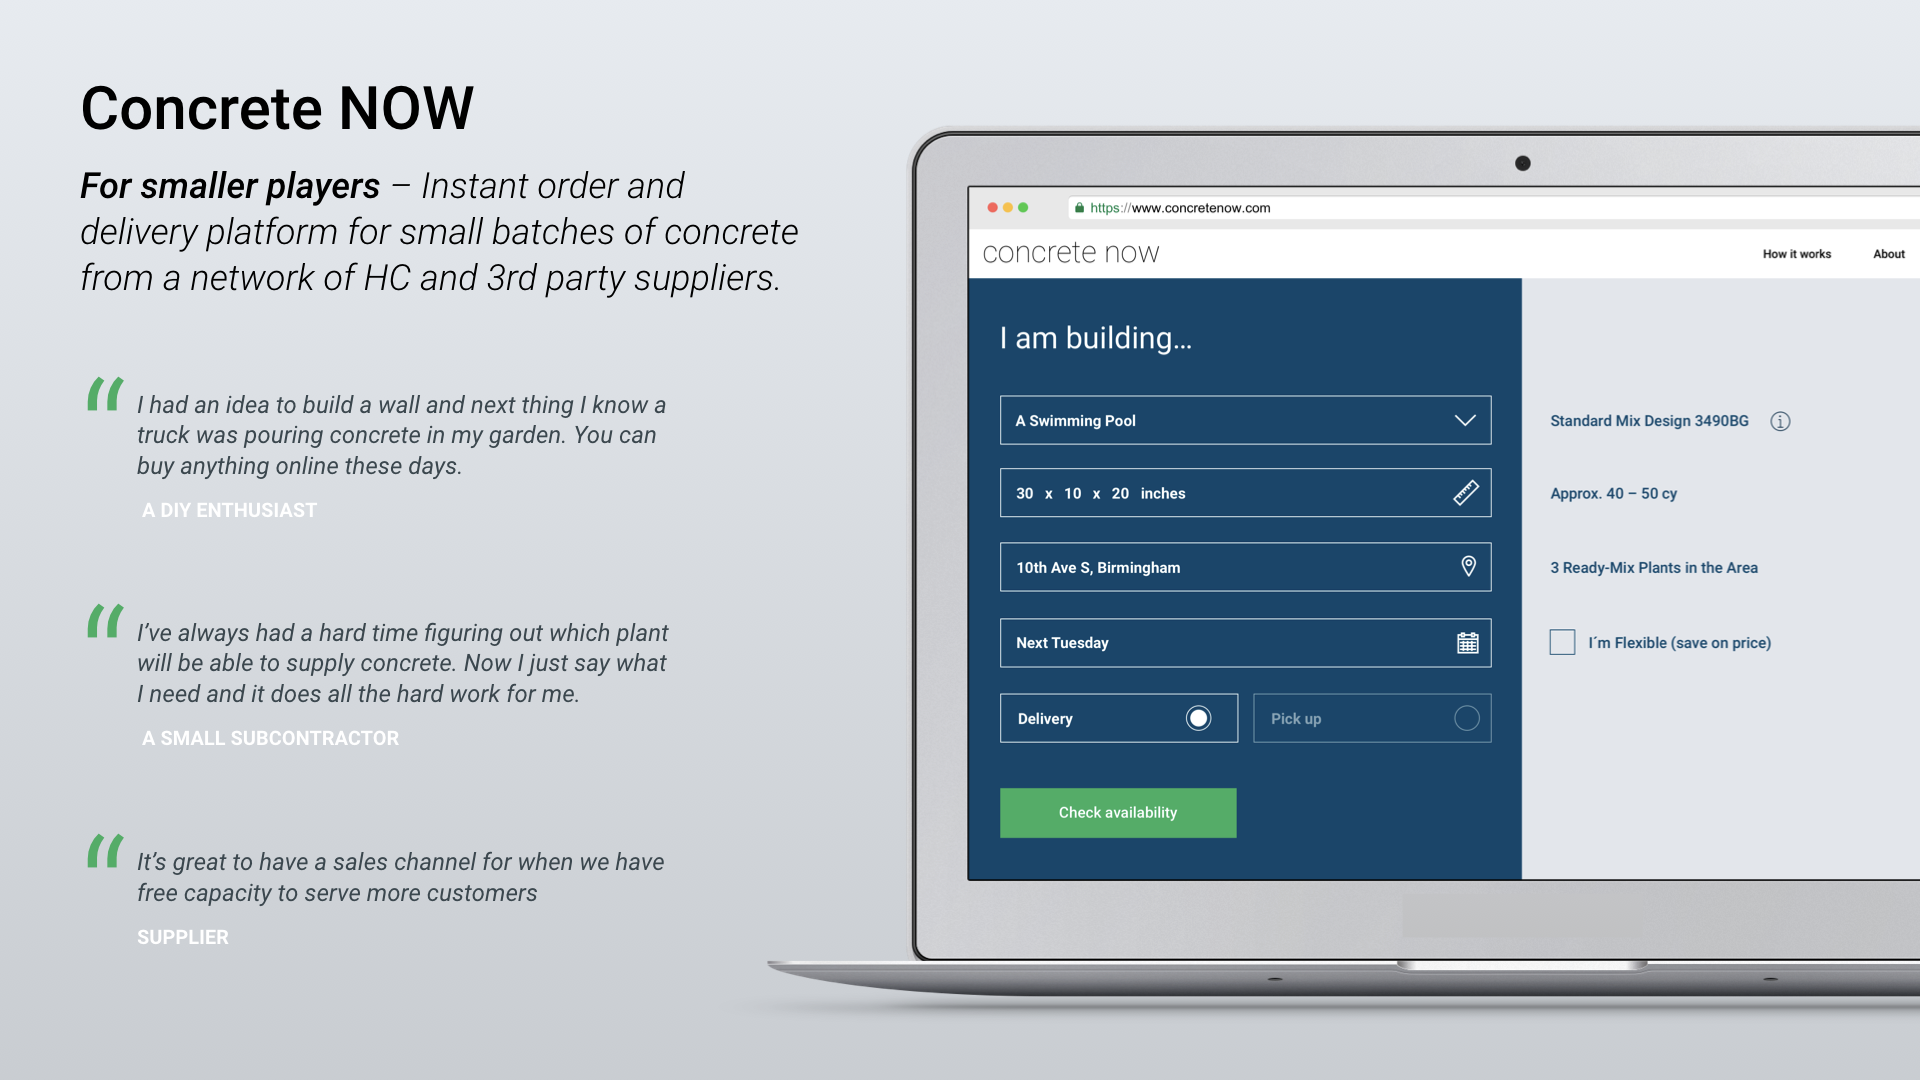 Concrete NOW
For smaller players – Instant order and
delivery platform for small batches of concrete
from a network of HC and 3rd party suppliers.
“
I had an idea to build a wall and next thing I know a
truck was pouring concrete in my garden. You can
buy anything online these days.
A DIY ENTHUSIAST
“
I’ve always had a hard time figuring out which plant
will be able to supply concrete. Now I just say what
I need and it does all the hard work for me.
A SMALL SUBCONTRACTOR
“
It’s great to have a sales channel for when we have
free capacity to serve more customers
SUPPLIER
https://www.concretenow.com
concrete now
How it works
About
I am building...
A Swimming Pool
Standard Mix Design 3490BG
30 x 10 x 20 inches
Approx. 40 – 50 cy
10th Ave S, Birmingham
3 Ready-Mix Plants in the Area
Next Tuesday
I´m Flexible (save on price)
Delivery
Pick up
Check availability